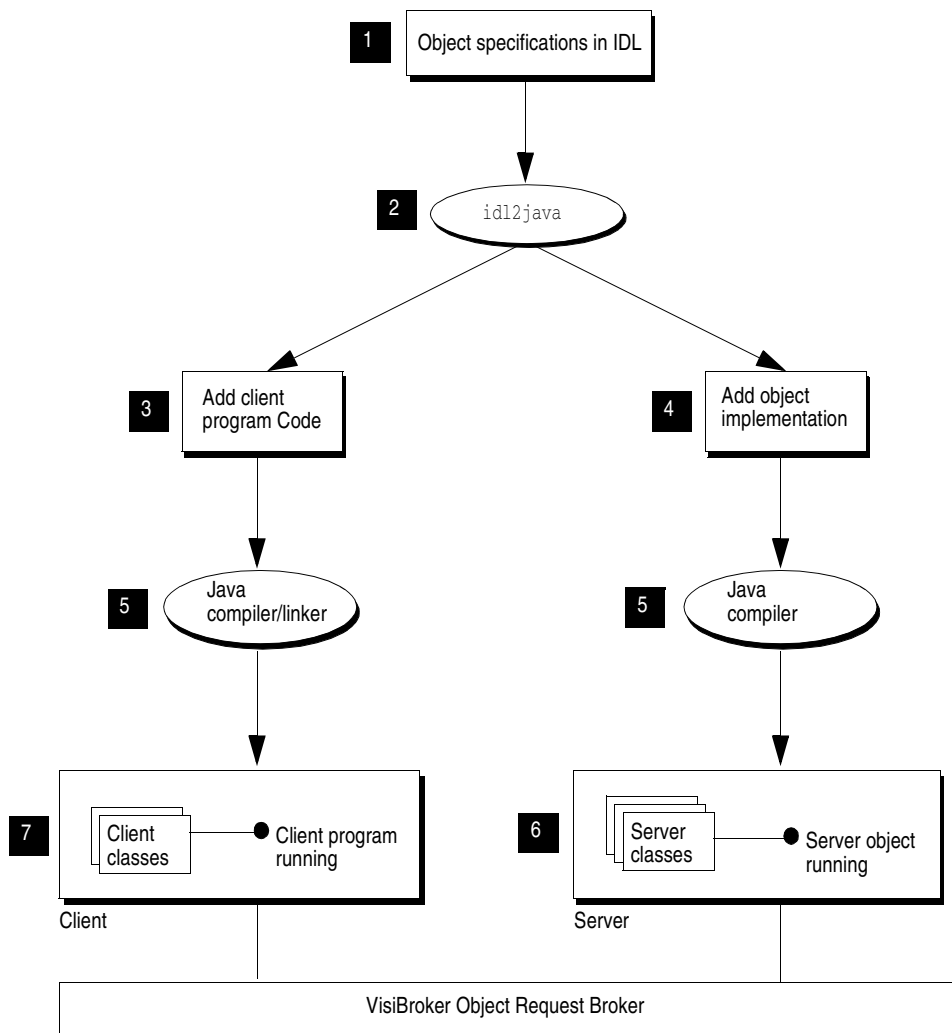 1
Object specifications in IDL
2
idl2java
3
Add client
program Code
4
Add object
implementation
5
Java
compiler/linker
5
Java
compiler
7
Client
classes
Client program
running
6
Server
classes
Server object
running
Client
Server
VisiBroker Object Request Broker